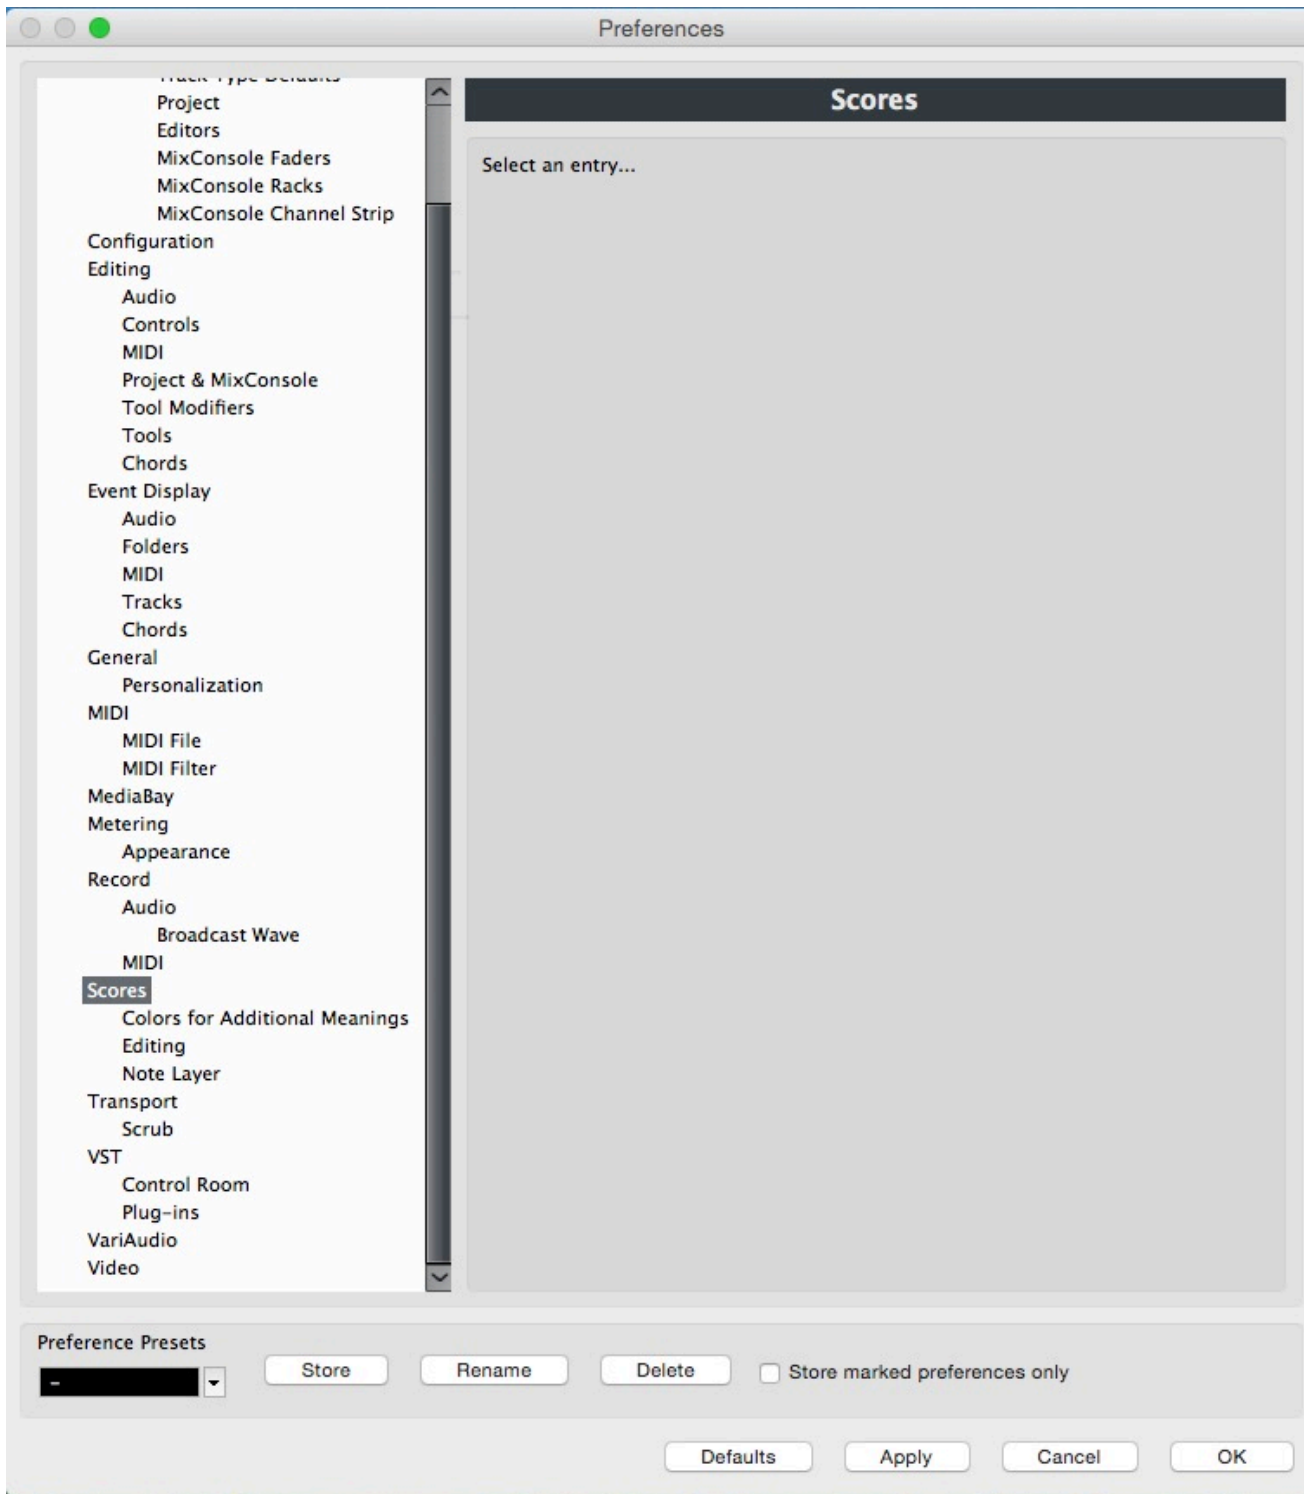 Preferences
Track Type Defaults
Project
Editors
MixConsole Faders
MixConsole Racks
MixConsole Channel Strip
Configuration
Editing
Audio
Controls
MIDI
Project & MixConsole
Tool Modifiers
Tools
Chords
Event Display
Audio
Folders
MIDI
Tracks
Chords
General
Personalization
MIDI
MIDI File
MIDI Filter
MediaBay
Metering
Appearance
Record
Audio
Broadcast Wave
MIDI
Scores
Colors for Additional Meanings
Editing
Note Layer
Transport
Scrub
VST
Control Room
Plug-ins
VariAudio
Video
Scores
Select an entry...
Preference Presets
–
Store
Rename
Delete
Store marked preferences only
Defaults
Apply
Cancel
OK